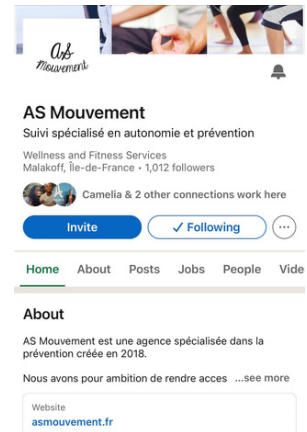 As
Mouvement
AS Mouvement
Suivi spécialisé en autonomie et prévention
Wellness and Fitness Services
Malakoff, Île-de-France • 1,012 followers
Camelia & 2 other connections work here
Invite
✓ Following
Home About Posts Jobs People Vide
About
AS Mouvement est une agence spécialisée dans la
prévention créée en 2018.
Nous avons pour ambition de rendre acces ...see more
Website
asmouvement.fr